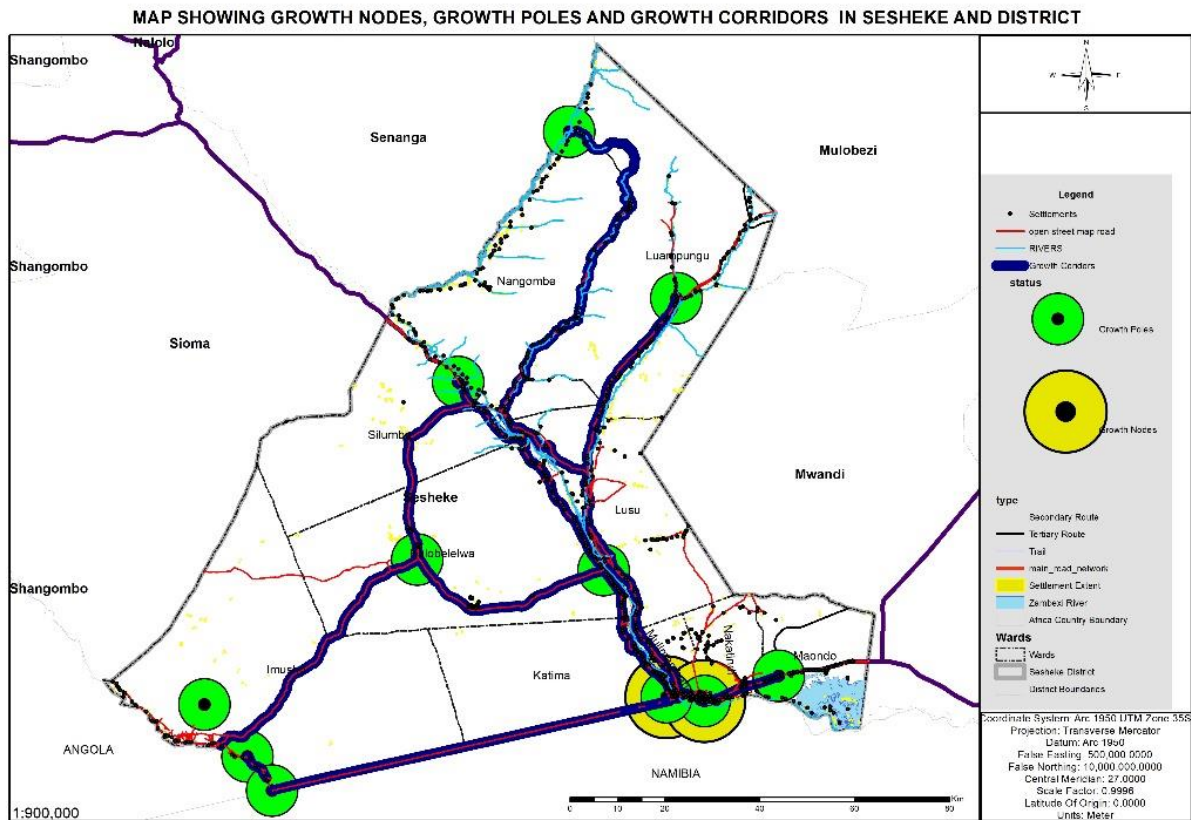 MAP SHOWING GROWTH NODES, GROWTH POLES AND GROWTH CORRIDORS IN SESHEKE AND DISTRICT
Nalolo
Shangombo
Senanga
Mulobezi
Shangombo
Luampungu
Nangombe
Sioma
Silumbu
Mwandi
Sesheke
Lusu
Shangombo
Imusho
Katima
Maondo
ANGOLA
NAMIBIA
1:900,000
0 10 20 40 60 80
Km
N
S
Legend
Settlements
open street map road
RIVERS
Growth Coridors
status
Growth Poles
Growth Nodes
type
Secondary Route
Tertiary Route
Trail
main_road_network
Settlement Extent
Zambexi River
Africa Country Boundary
Wards
Wards
Sesheke District
District Boundaries
Coordinate System: Arc 1950 UTM Zone 35S
Projection: Transverse Mercator
Datum: Arc 1950
False Easting: 500,000.0000
False Northing: 10,000,000.0000
Central Meridian: 27.0000
Scale Factor: 0.9996
Latitude Of Origin: 0.0000
Units: Meter